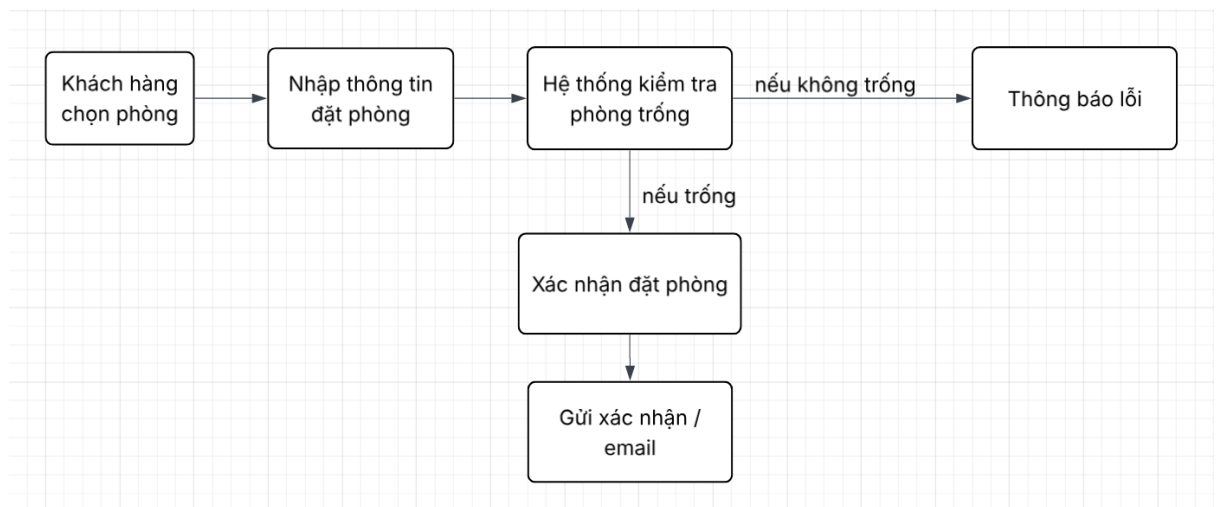 Khách hàng
chọn phòng
Nhập thông tin
đặt phòng
Hệ thống kiểm tra
phòng trống
nếu không trống
Thông báo lỗi
nếu trống
Xác nhận đặt phòng
Gửi xác nhận /
email